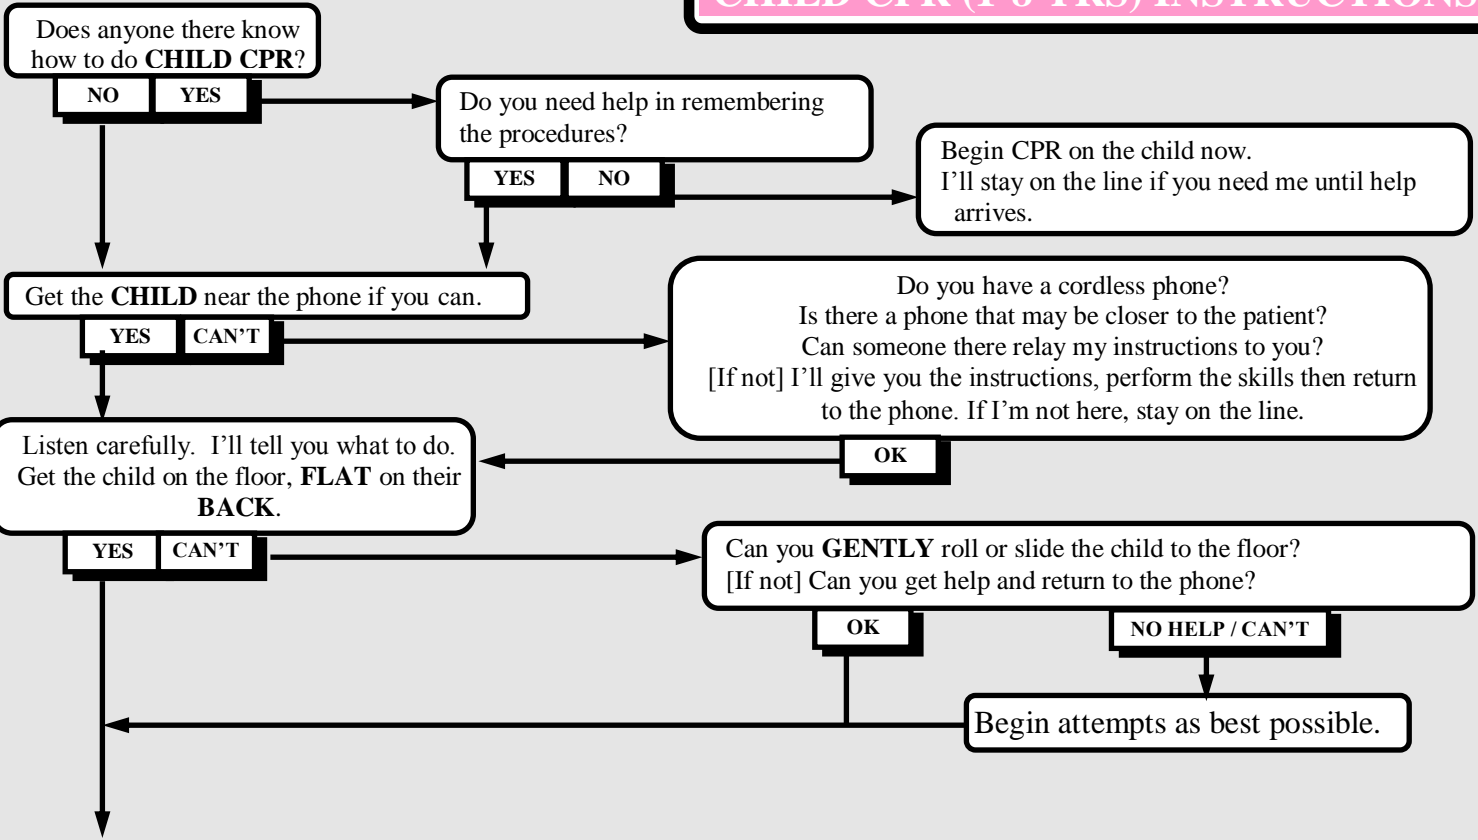 CHILD CPR (1-8 YRS) INSTRUCTIONS
Does anyone there know
how to do CHILD CPR?
NO
YES
Do you need help in remembering
the procedures?
YES
NO
Begin CPR on the child now.
I’ll stay on the line if you need me until help
arrives.
Get the CHILD near the phone if you can.
YES
CAN’T
Do you have a cordless phone?
Is there a phone that may be closer to the patient?
Can someone there relay my instructions to you?
[If not] I’ll give you the instructions, perform the skills then return
to the phone. If I’m not here, stay on the line.
OK
Listen carefully.  I’ll tell you what to do.
Get the child on the floor, FLAT on their
BACK.
YES
CAN’T
Can you GENTLY roll or slide the child to the floor?
[If not] Can you get help and return to the phone?
OK
NO HELP / CAN’T
Begin attempts as best possible.